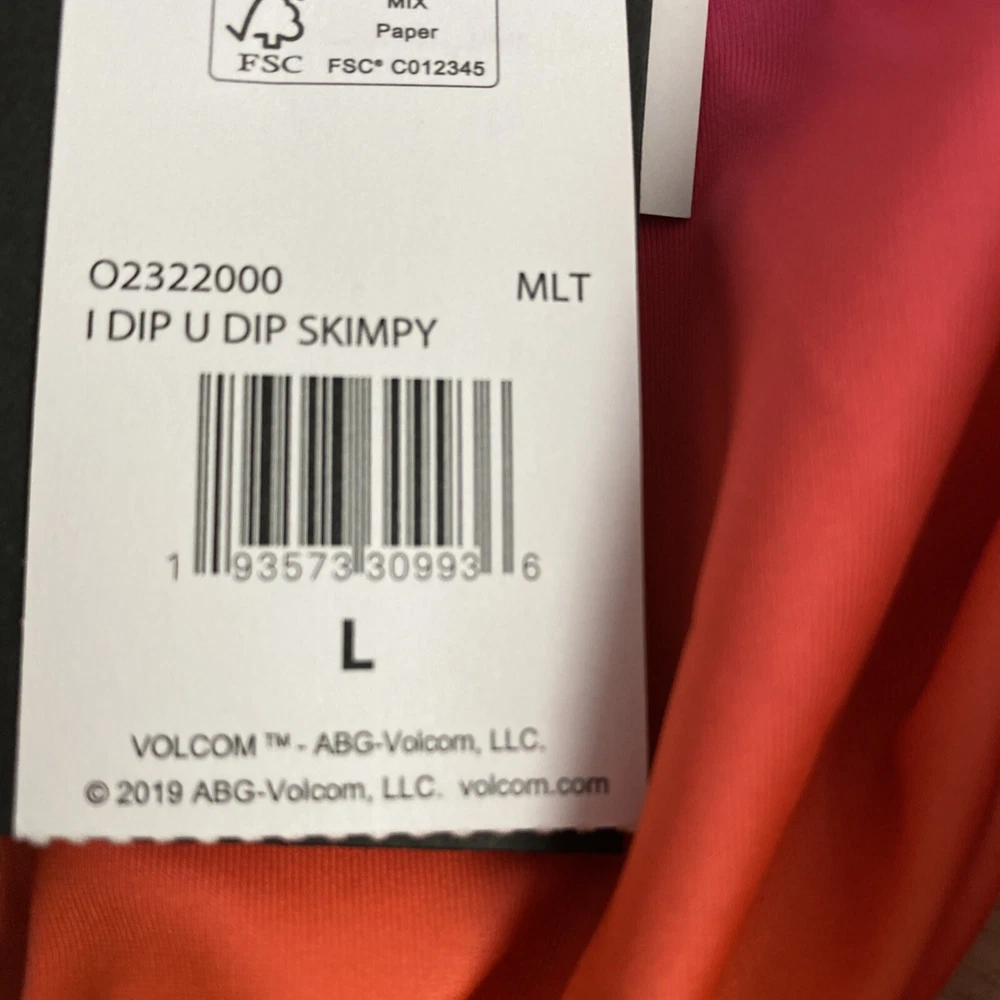 MIX
Paper
FSC FSC® C012345
O2322000 MLT
I DIP U DIP SKIMPY
1 93573 30993 6
L
VOLCOM ™ - ABG-Volcom, LLC.
© 2019 ABG-Volcom, LLC. volcom.com